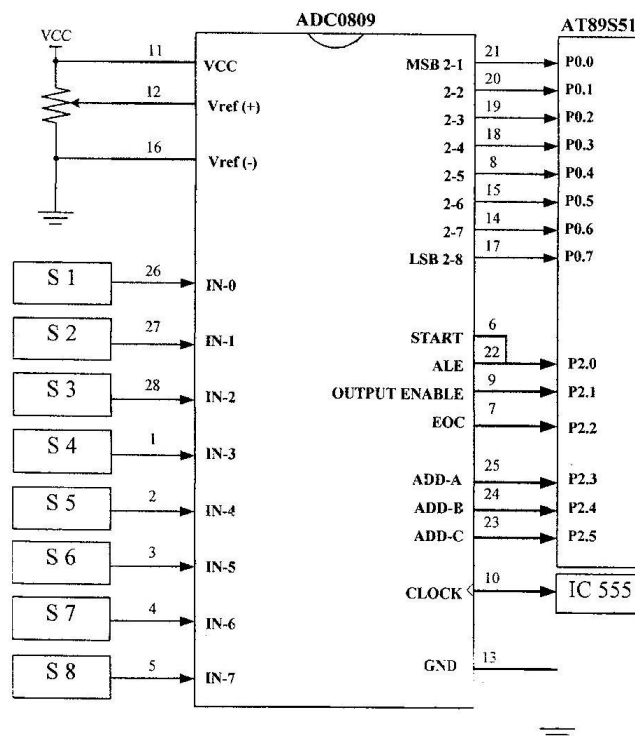 ADC0809
AT89S51
VCC
11
VCC
12
Vref (+)
16
Vref (-)
MSB 2-1
21
P0.0
2-2
20
P0.1
2-3
19
P0.2
2-4
18
P0.3
2-5
8
P0.4
2-6
15
P0.5
2-7
14
P0.6
LSB 2-8
17
P0.7
S 1
26
IN-0
S 2
27
IN-1
S 3
28
IN-2
S 4
1
IN-3
S 5
2
IN-4
S 6
3
IN-5
S 7
4
IN-6
S 8
5
IN-7
START
6
ALE
22
P2.0
OUTPUT ENABLE
9
P2.1
EOC
7
P2.2
ADD-A
25
P2.3
ADD-B
24
P2.4
ADD-C
23
P2.5
CLOCK
10
IC 555
GND
13